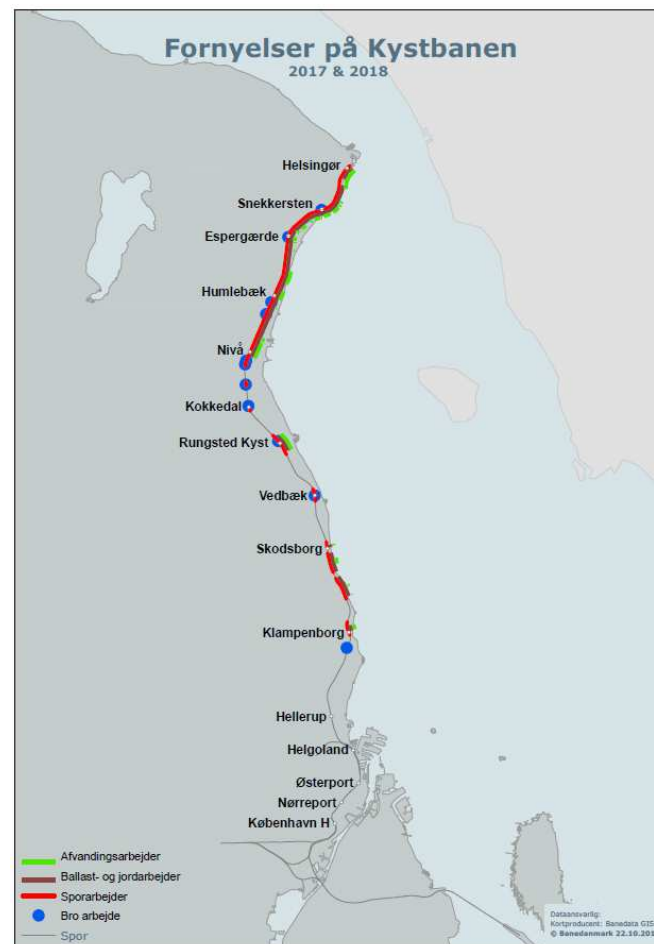 Fornyelser på Kystbanen
2017 & 2018
Helsingør
Snekkersten
Espergærde
Humlebæk
Nivå
Kokkedal
Rungsted Kyst
Vedbæk
Skodsborg
Klampenborg
Hellerup
Helgoland
Østerport
Nørreport
København H
Afvandingsarbejder
Ballast- og jordarbejder
Sporarbejder
Bro arbejde
Spor
Dataansvarlig:
Kortproducent: Banedata GIS
© Banedanmark 22.10.201